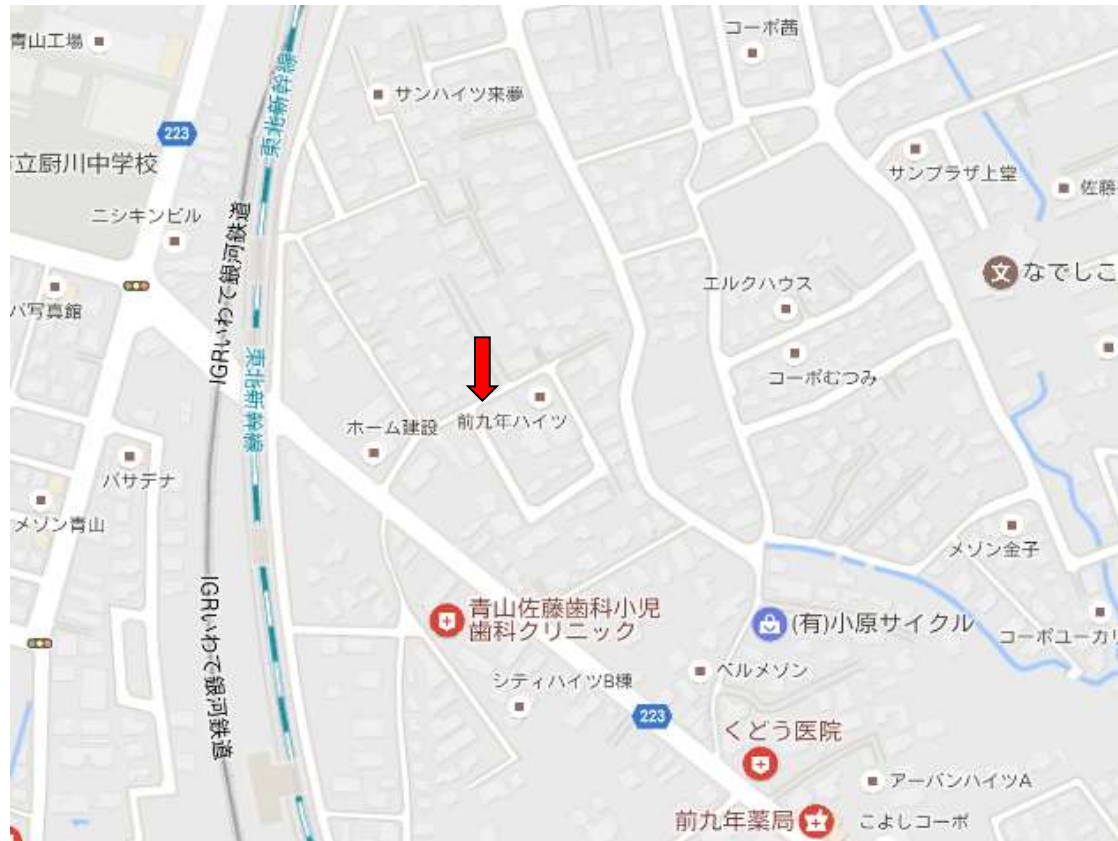 コーポ茜
青山工場
サンハイツ来夢
東北新幹線
223
立厨川中学校
サンプラザ上堂
佐藤
ニシキンビル
IGRいわて銀河鉄道
なでしこ
エルクハウス
バ写真館
東北新幹線
コーポむつみ
前九年ハイツ
ホーム建設
パサデナ
メゾン青山
メゾン金子
IGRいわて銀河鉄道
青山佐藤歯科小児
歯科クリニック
(有)小原サイクル
コーポユーカリ
ベルメゾン
シティハイツB棟
223
くどう医院
アーバンハイツA
前九年薬局
こよしコーポ